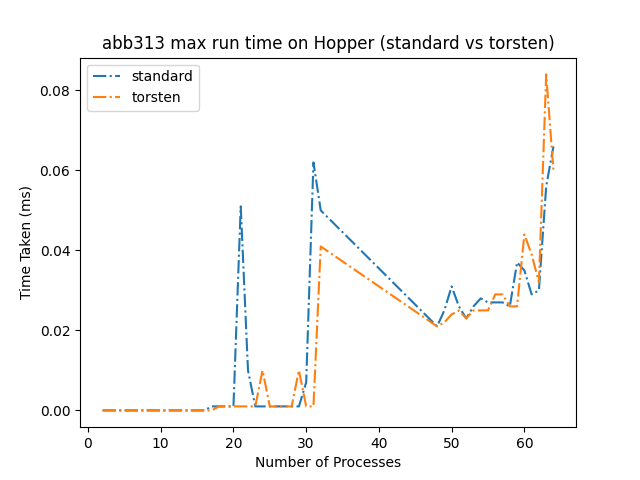 abb313 max run time on Hopper (standard vs torsten)
standard
torsten
Time Taken (ms)
0.08
0.06
0.04
0.02
0.00
0 10 20 30 40 50 60
Number of Processes